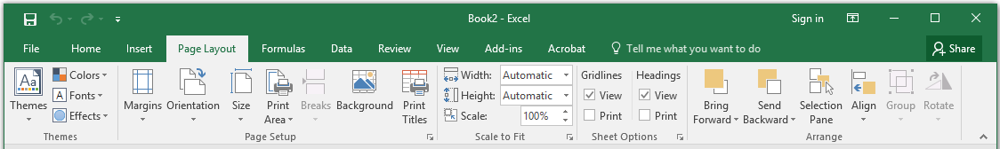 Book2 - Excel
Sign in
File Home Insert Page Layout Formulas Data Review View Add-ins Acrobat Tell me what you want to do Share
Aa
Themes
Colors
A Fonts
Effects
Themes
Margins
Orientation
Size
Print
Area
Breaks
Background
Print
Titles
Page Setup
Width: Automatic
Height: Automatic
Scale: 100%
Scale to Fit
Gridlines
View
Print
Headings
View
Print
Sheet Options
Bring
Forward
Send
Backward
Selection
Pane
Align
Group
Rotate
Arrange